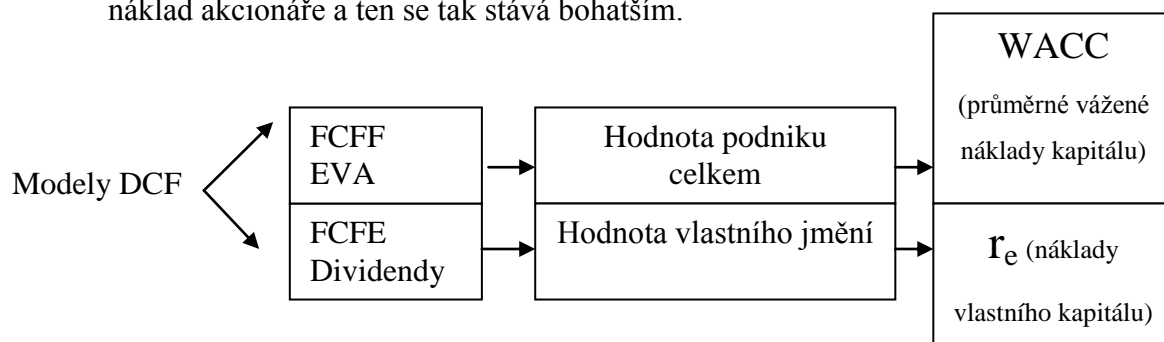 náklad akcionáře a ten se tak stává bohatším.
Modely DCF
FCFF
EVA
Hodnota podniku
celkem
WACC
(průměrné vážené
náklady kapitálu)
FCFE
Dividendy
Hodnota vlastního jmění
re (náklady
vlastního kapitálu)